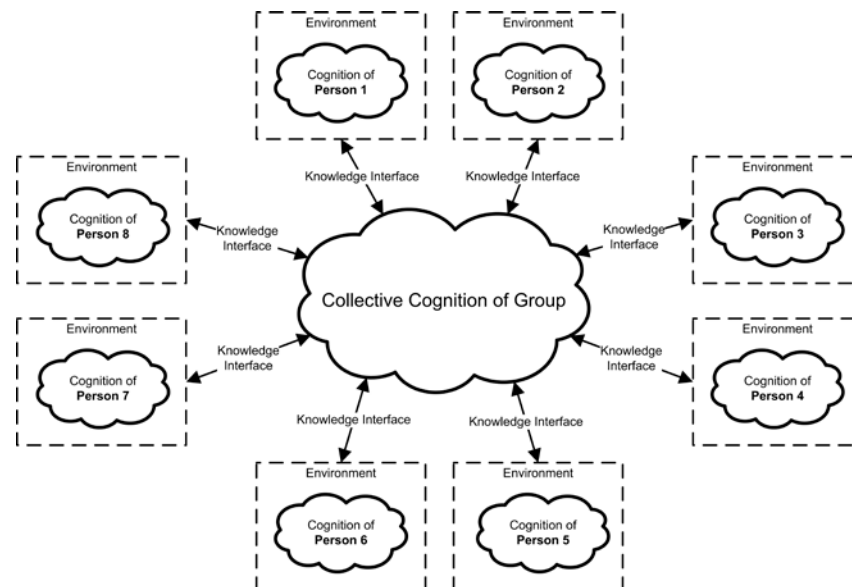 Environment
Cognition of
Person 1
Environment
Cognition of
Person 2
Knowledge Interface
Knowledge Interface
Environment
Cognition of
Person 8
Knowledge
Interface
Environment
Cognition of
Person 3
Knowledge
Interface
Collective Cognition of Group
Environment
Cognition of
Person 7
Knowledge
Interface
Environment
Cognition of
Person 4
Knowledge
Interface
Knowledge Interface
Knowledge Interface
Environment
Cognition of
Person 6
Environment
Cognition of
Person 5